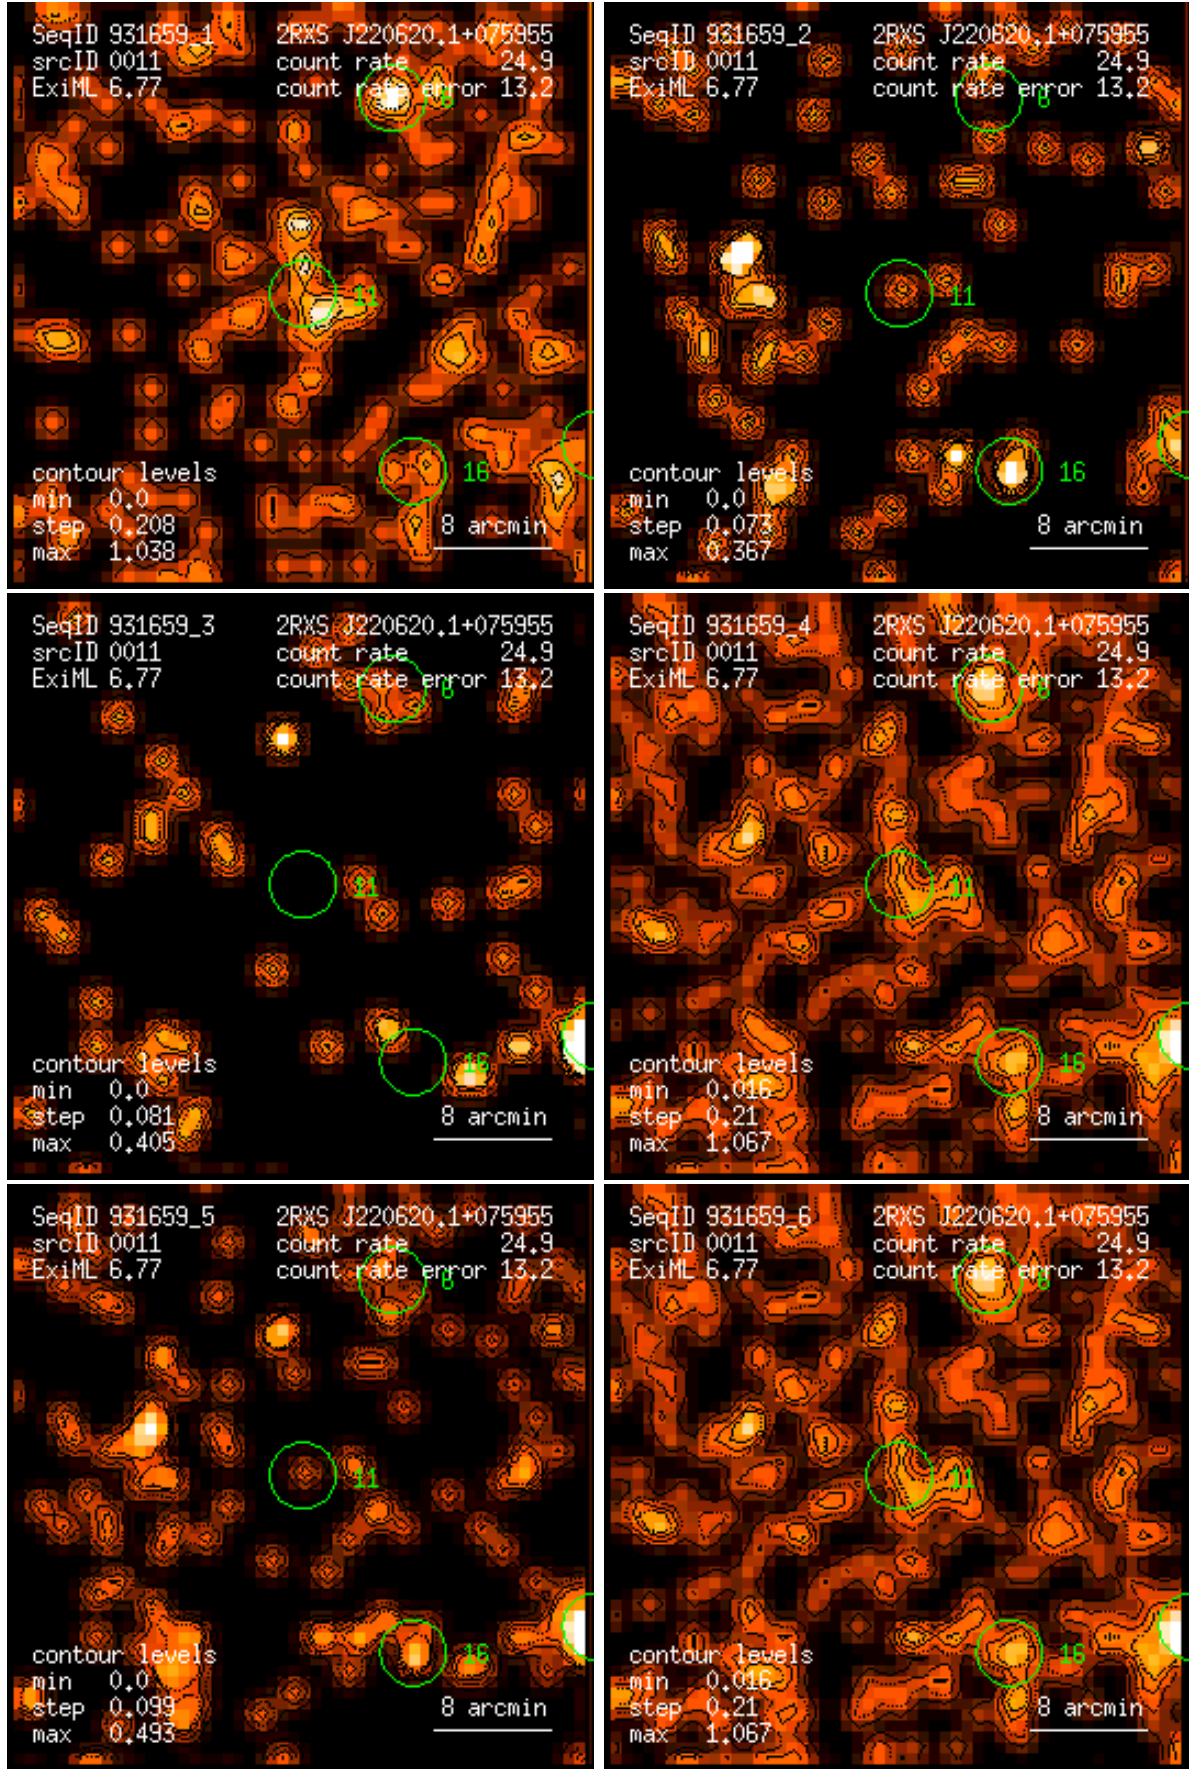 SeqID 931659_1 2RXS J220620.1+075955
srcID 0011 count rate 24.9
ExiML 6.77 count rate error 13.2
8
11
16
contour levels
min 0.0
step 0.208
max 1.038
8 arcmin
SeqID 931659_2 2RXS J220620.1+075955
srcID 0011 count rate 24.9
ExiML 6.77 count rate error 13.2
8
11
16
contour levels
min 0.0
step 0.073
max 0.367
8 arcmin
SeqID 931659_3 2RXS J220620.1+075955
srcID 0011 count rate 24.9
ExiML 6.77 count rate error 13.2
8
11
16
contour levels
min 0.0
step 0.081
max 0.405
8 arcmin
SeqID 931659_4 2RXS J220620.1+075955
srcID 0011 count rate 24.9
ExiML 6.77 count rate error 13.2
8
11
16
contour levels
min 0.016
step 0.21
max 1.067
8 arcmin
SeqID 931659_5 2RXS J220620.1+075955
srcID 0011 count rate 24.9
ExiML 6.77 count rate error 13.2
8
11
16
contour levels
min 0.0
step 0.099
max 0.493
8 arcmin
SeqID 931659_6 2RXS J220620.1+075955
srcID 0011 count rate 24.9
ExiML 6.77 count rate error 13.2
8
11
16
contour levels
min 0.016
step 0.21
max 1.067
8 arcmin